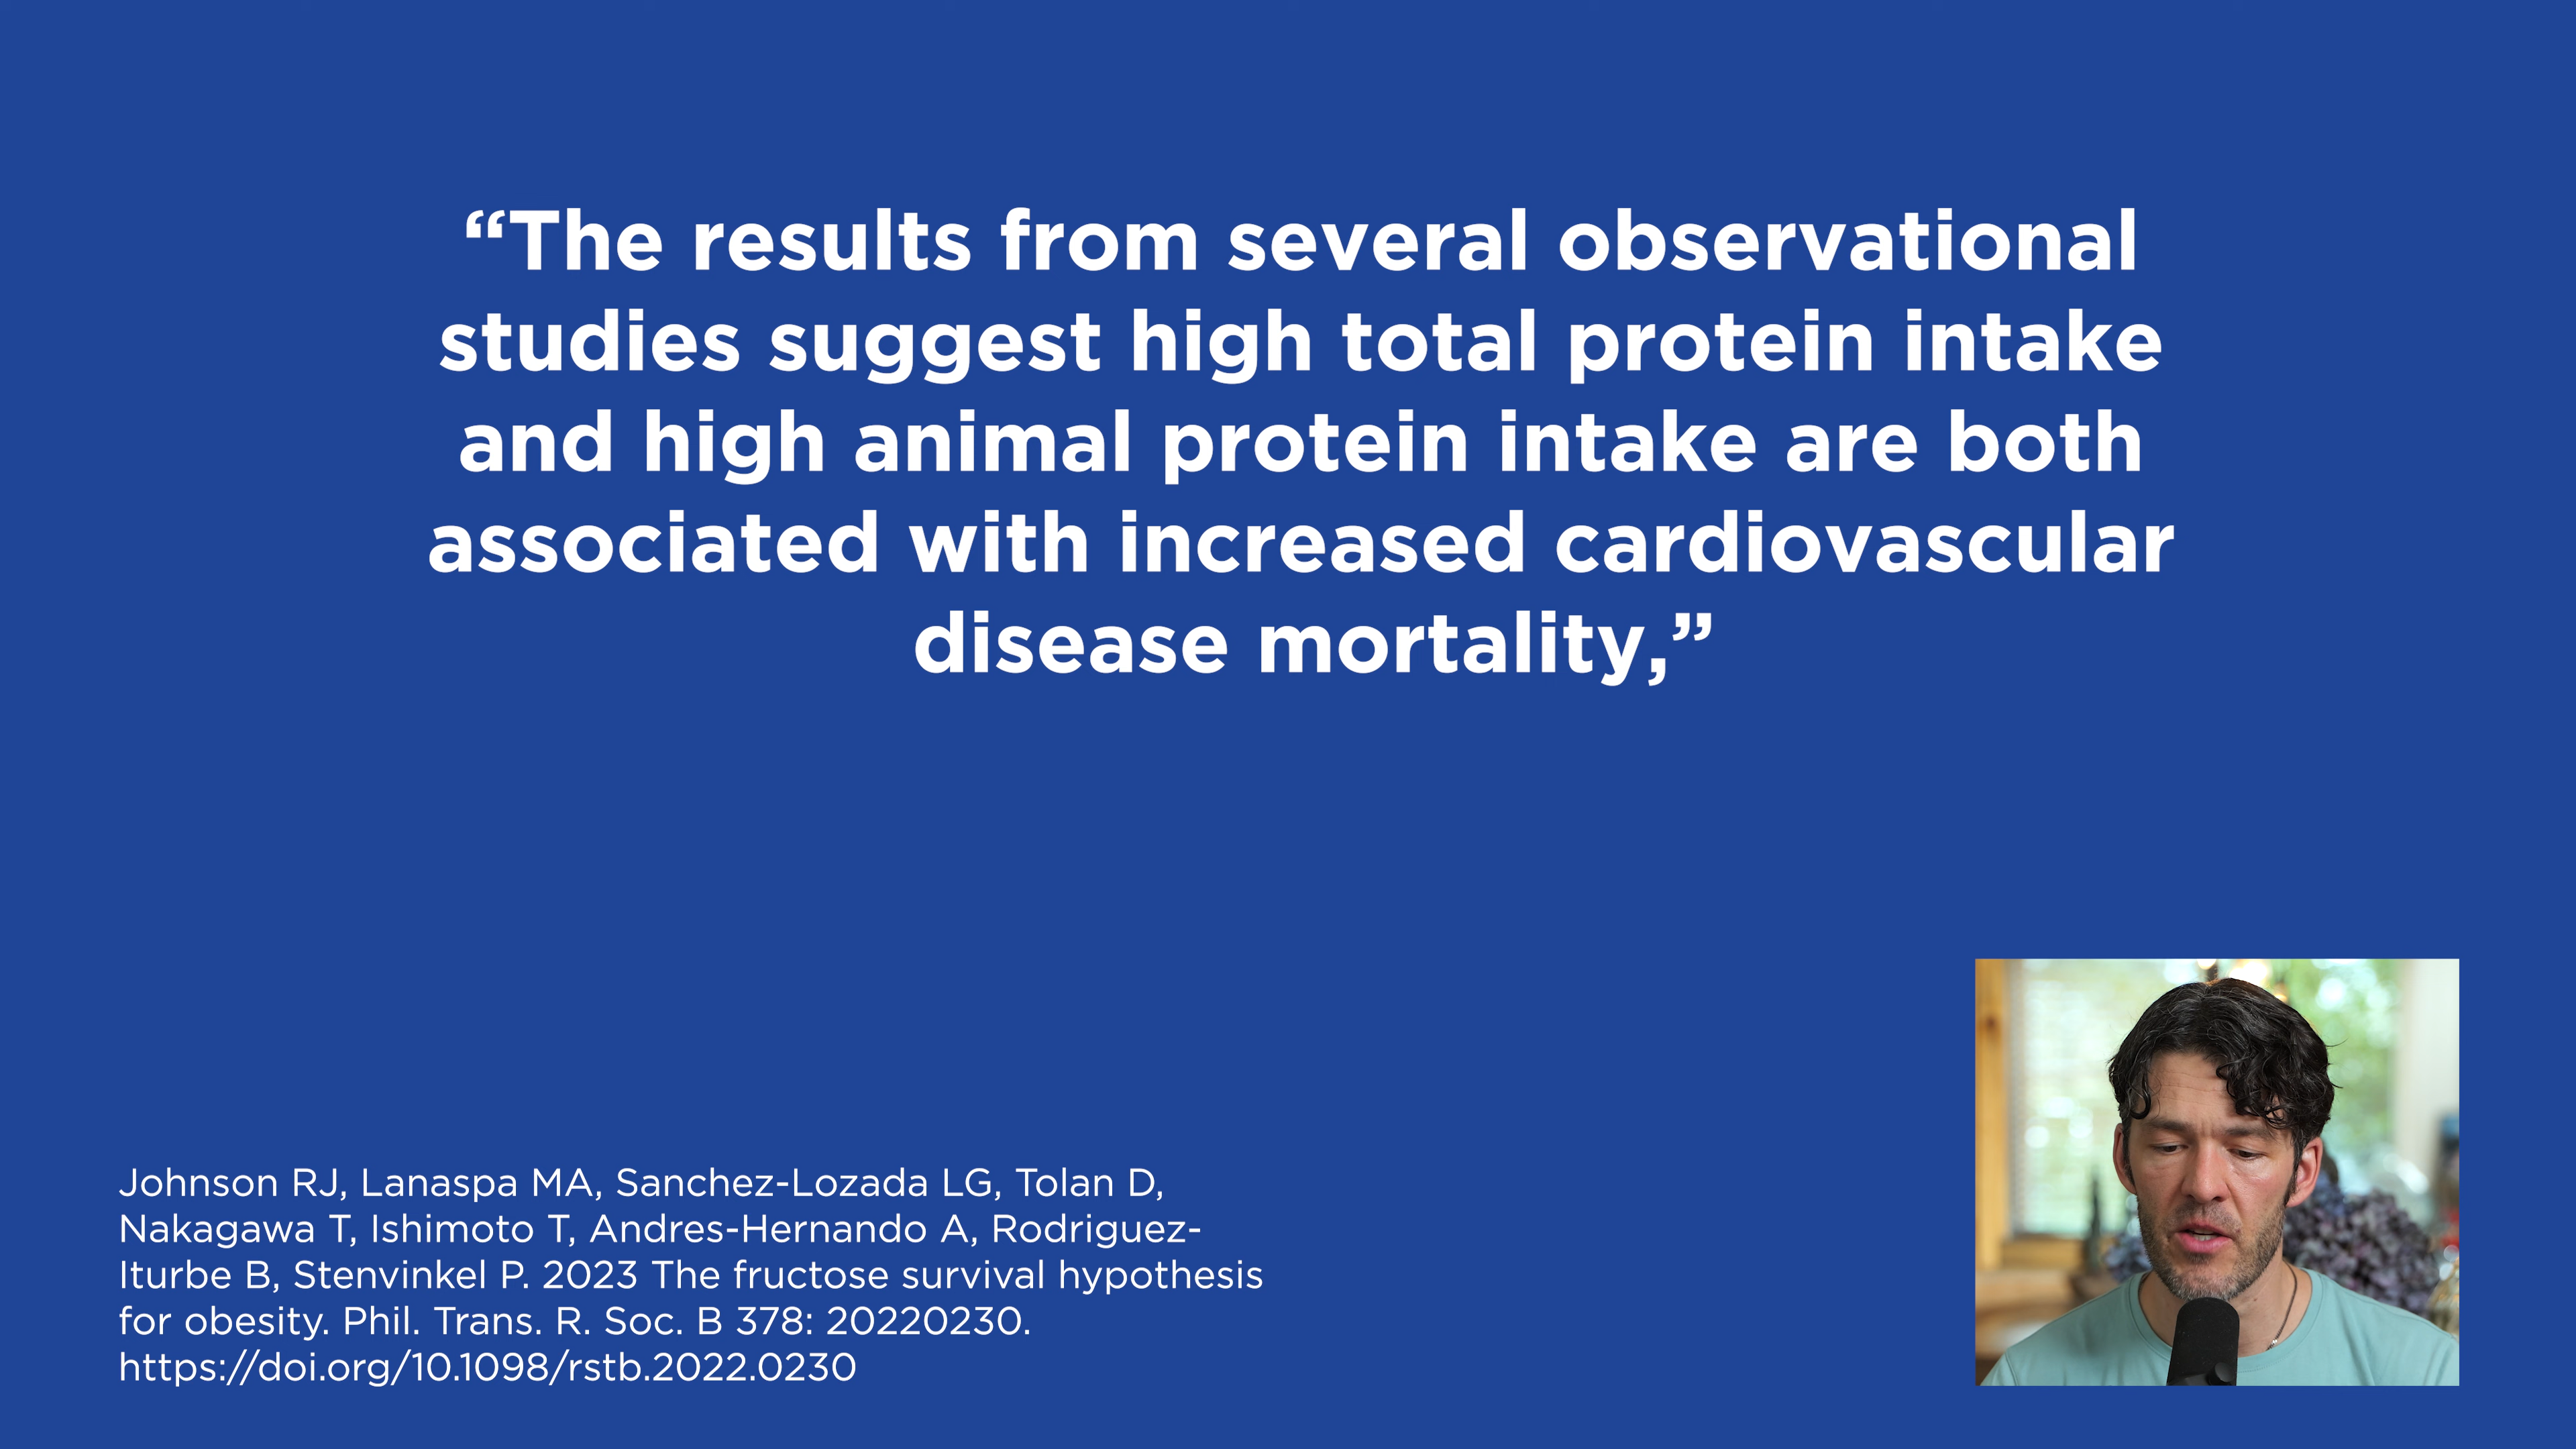 “The results from several observational
studies suggest high total protein intake
and high animal protein intake are both
associated with increased cardiovascular
disease mortality,”
Johnson RJ, Lanaspa MA, Sanchez-Lozada LG, Tolan D,
Nakagawa T, Ishimoto T, Andres-Hernando A, Rodriguez-
Iturbe B, Stenvinkel P. 2023 The fructose survival hypothesis
for obesity. Phil. Trans. R. Soc. B 378: 20220230.
https://doi.org/10.1098/rstb.2022.0230